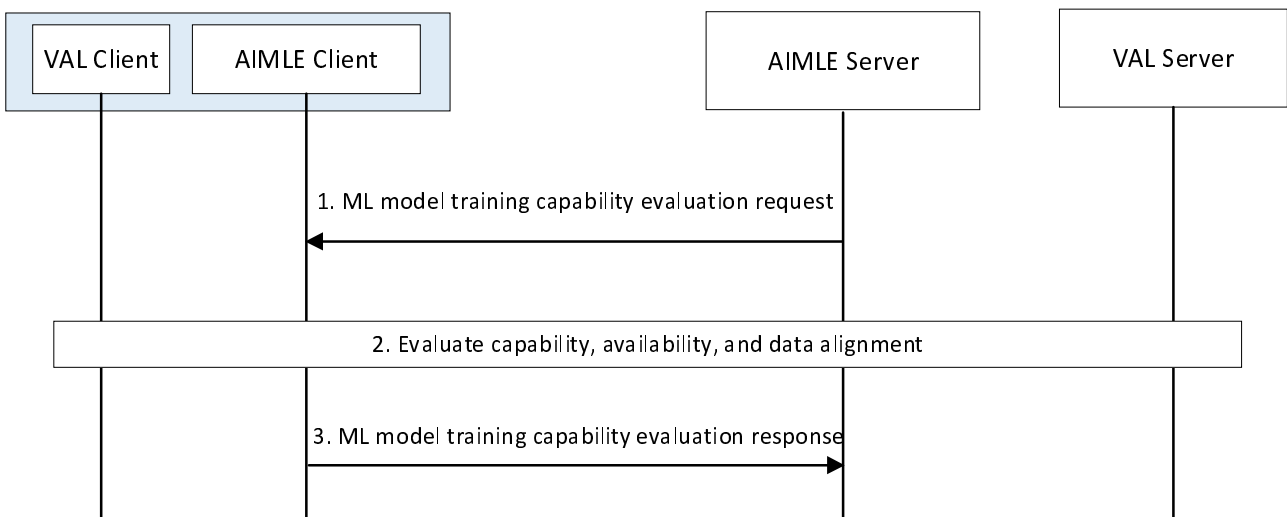 VAL Client
AIMLE Client
AIMLE Server
VAL Server
1. ML model training capability evaluation request
2. Evaluate capability, availability, and data alignment
3. ML model training capability evaluation response